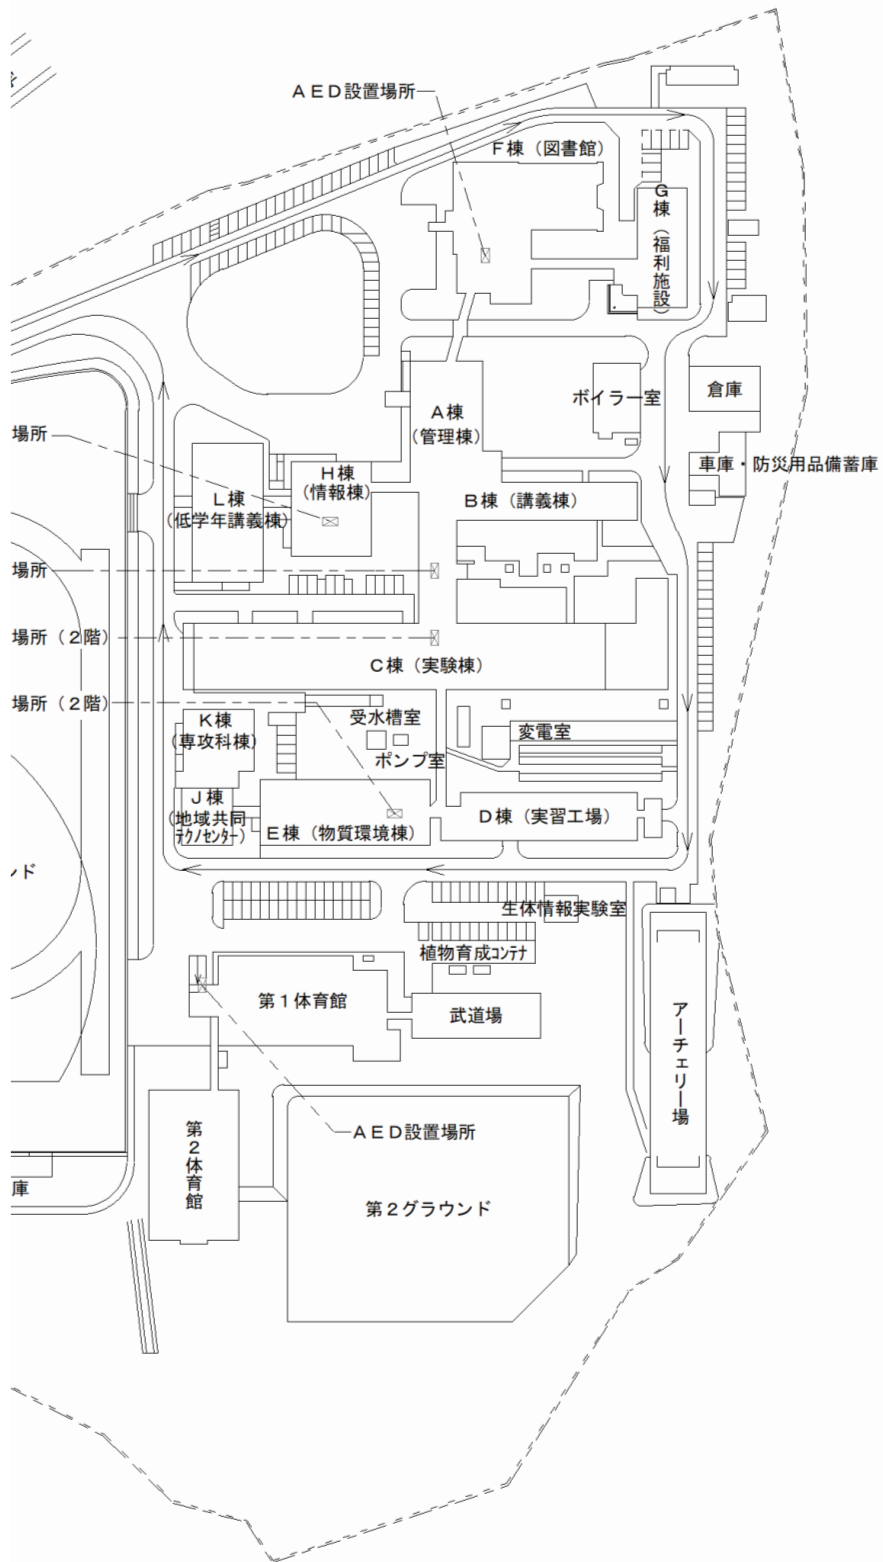 AED設置場所
F棟(図書館)
G棟(福利施設)
A棟
(管理棟)
ボイラー室
倉庫
場所
H棟
(情報棟)
車庫・防災用品備蓄庫
L棟
(低学年講義棟)
B棟(講義棟)
場所
場所(2階)
C棟(実験棟)
場所(2階)
K棟
(専攻科棟)
受水槽室
変電室
ポンプ室
J棟
(地域共同
テクノセンター)
E棟(物質環境棟)
D棟(実習工場)
ンド
生体情報実験室
植物育成コンテナ
第1体育館
武道場
アーチェリー場
第2体育館
AED設置場所
庫
第2グラウンド